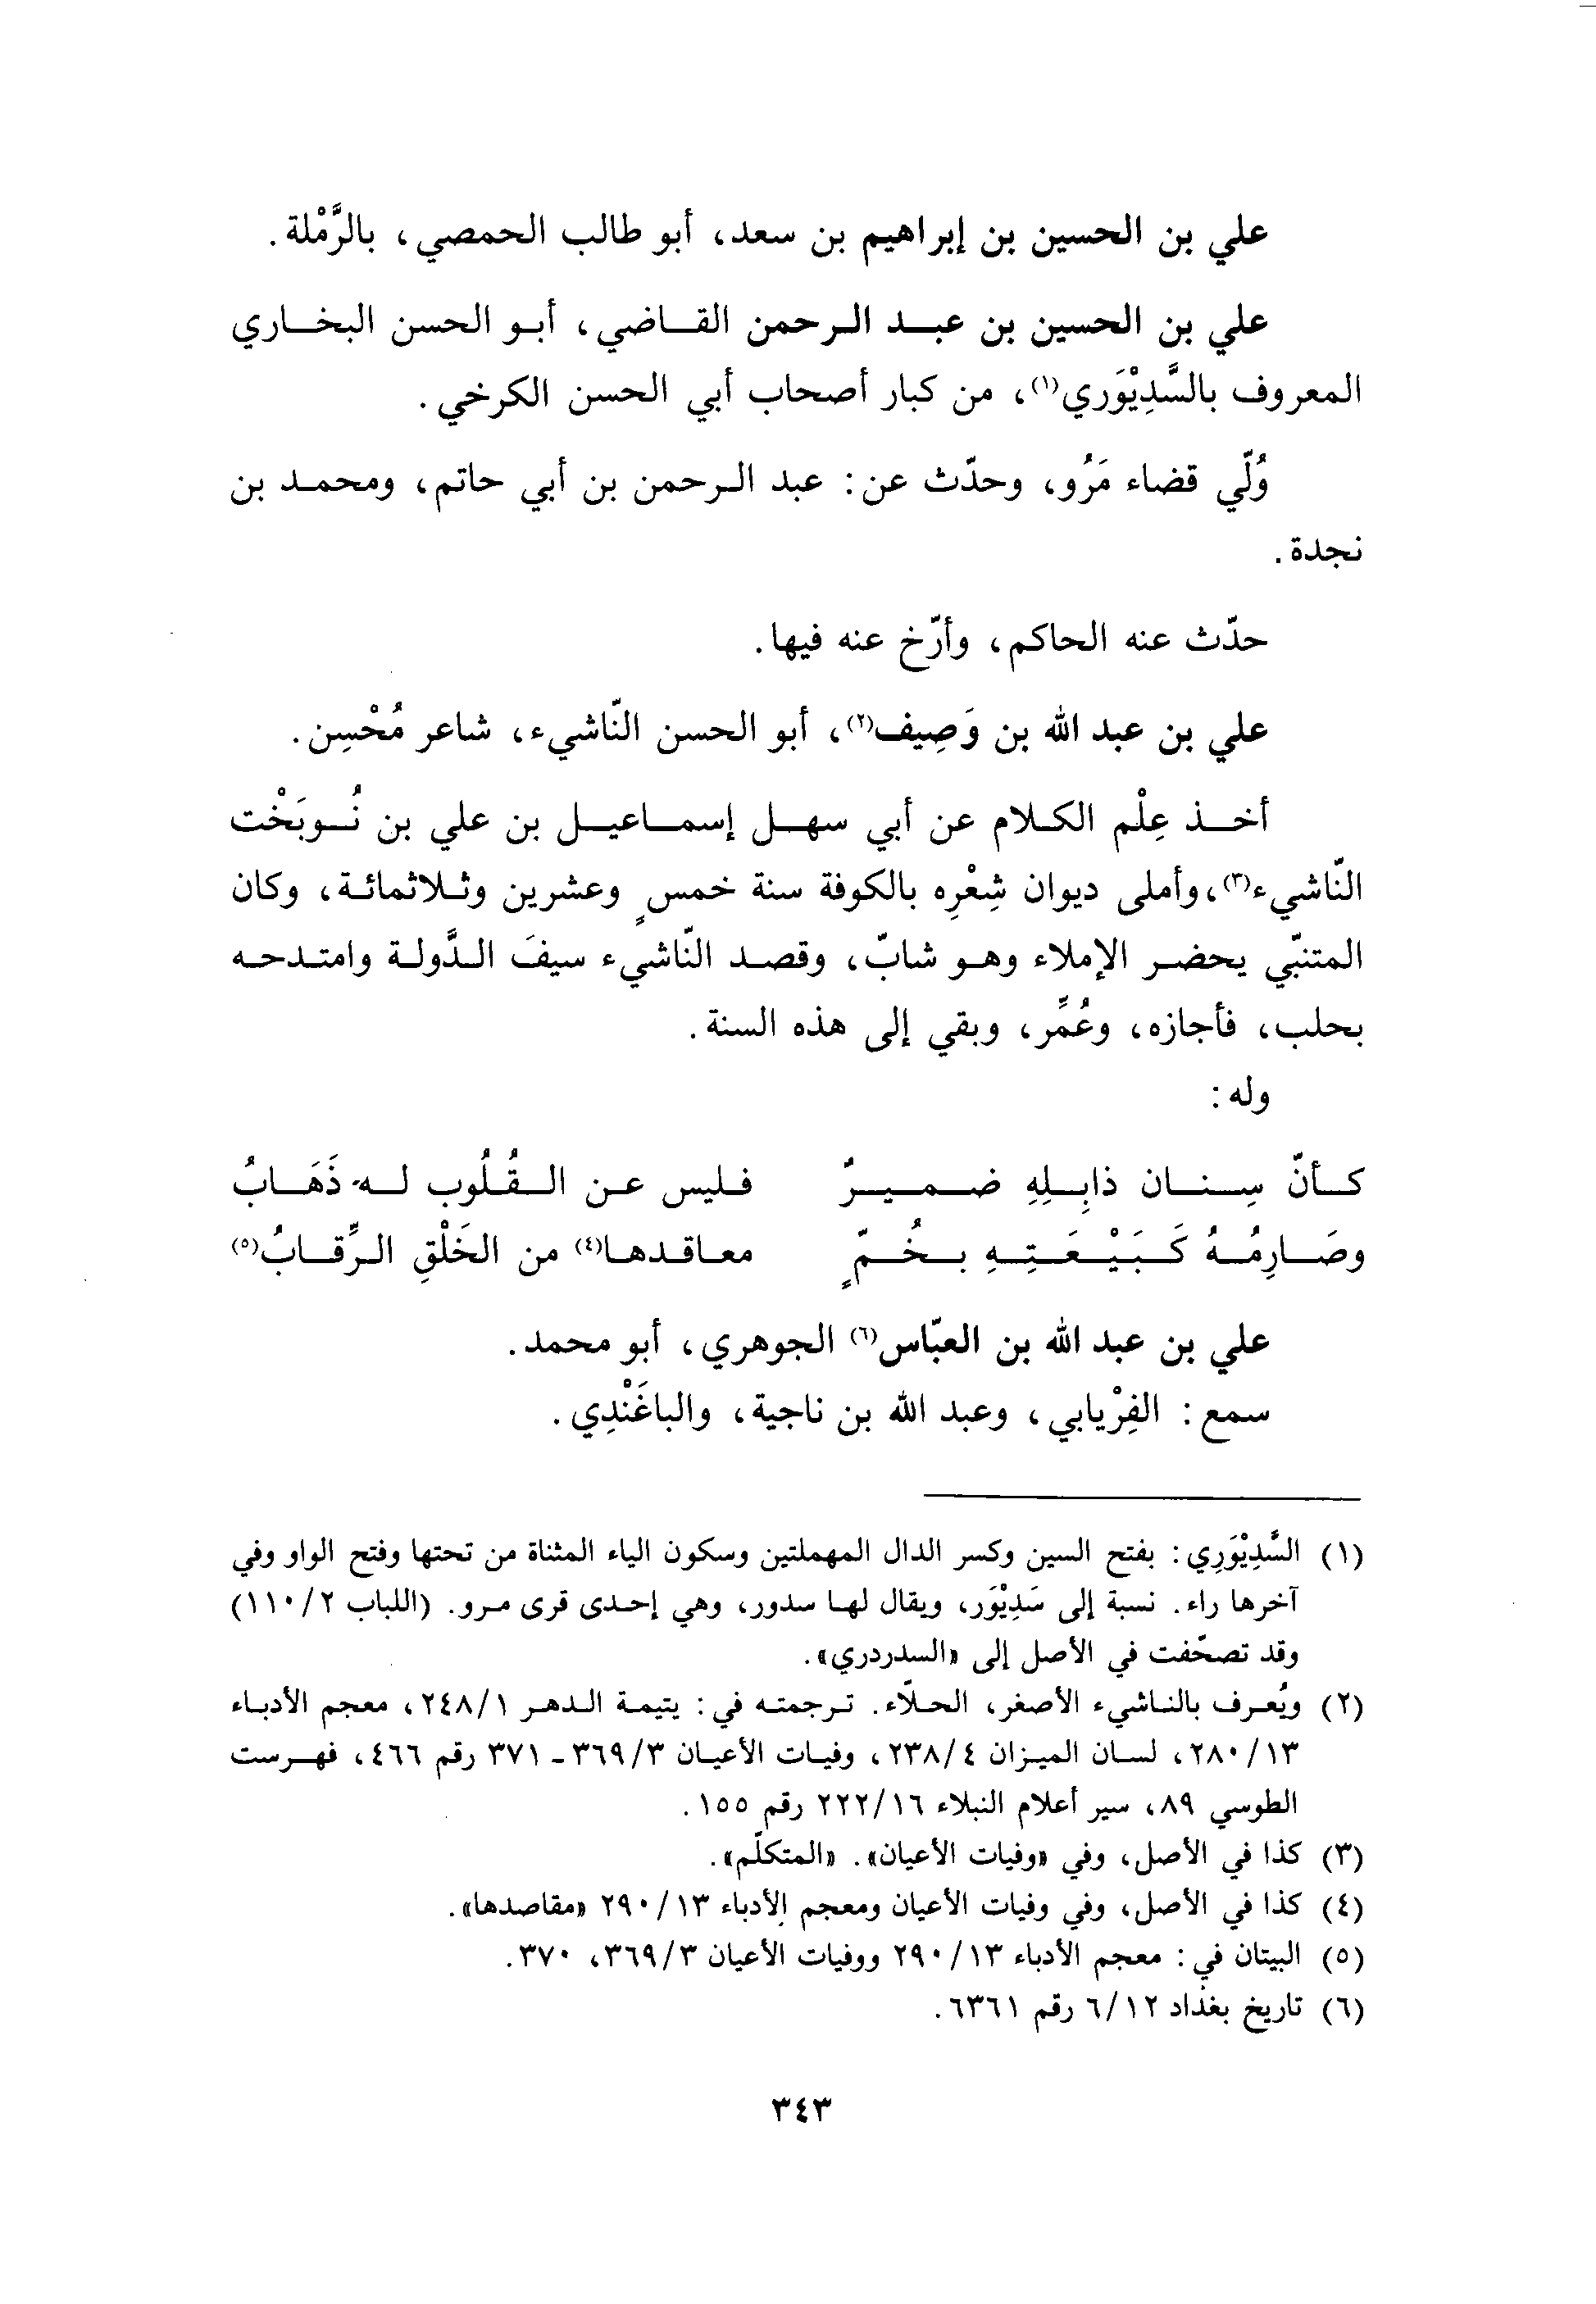 علي بن الحسين بن إبراهيم بن سعد، أبو طالب الحمصي، بالرَّمْلة.
علي بن الحسين بن عبد الرحمن القاضي، أبو الحسن البخاري
المعروف بالسَّدِيْوَري(١)، من كبار أصحاب أبي الحسن الكرخي.
وُلّي قضاء مَرُو، وحدّث عن: عبد الرحمن بن أبي حاتم، ومحمد بن
نجدة.
حدّث عنه الحاكم، وأرّخ عنه فيها.
علي بن عبد الله بن وَصِيف(٢)، أبو الحسن النّاشيء، شاعر مُحْسِن.
أخذ عِلْم الكلام عن أبي سهل إسماعيل بن علي بن نُوبَخْت
النّاشيء(٣)، وأملى ديوان شِعْرِه بالكوفة سنة خمسٍ وعشرين وثلاثمائة، وكان
المتنبّي يحضر الإملاء وهو شابّ، وقصد النّاشيء سيفَ الدَّولة وامتدحه
بحلب، فأجازه، وعُمِّر، وبقي إلى هذه السنة.
وله:
كأنّ سِنان ذابِلِهِ ضميرٌ فليس عن القُلُوب له ذَهَابُ
وصَارِمُهُ كَبَيْعَتِهِ بخُمّ معاقدها(٤) من الخَلْقِ الرِّقابُ(٥)
علي بن عبد الله بن العبّاس(٦) الجوهري، أبو محمد.
سمع: الفِرْيابي، وعبد الله بن ناجية، والباغَنْدِي.
(١) السَّدِيْوَرِي: بفتح السين وكسر الدال المهملتين وسكون الياء المثناة من تحتها وفتح الواو وفي
آخرها راء. نسبة إلى سَدِيْوَر، ويقال لها سدور، وهي إحدى قرى مرو. (اللباب ٢/١١٠)
وقد تصحّفت في الأصل إلى «السدردري».
(٢) ويُعرف بالناشيء الأصغر، الحلّاء. ترجمته في: يتيمة الدهر ١/٢٤٨، معجم الأدباء
١٣/٢٨٠، لسان الميزان ٤/٢٣٨، وفيات الأعيان ٣/٣٦٩ - ٣٧١ رقم ٤٦٦، فهرست
الطوسي ٨٩، سير أعلام النبلاء ١٦/٢٢٢ رقم ١٥٥.
(٣) كذا في الأصل، وفي «وفيات الأعيان». «المتكلّم».
(٤) كذا في الأصل، وفي وفيات الأعيان ومعجم الأدباء ١٣/٢٩٠ «مقاصدها».
(٥) البيتان في: معجم الأدباء ١٣/٢٩٠ ووفيات الأعيان ٣/٣٦٩، ٣٧٠.
(٦) تاريخ بغداد ١٢/٦ رقم ٦٣٦١.
٣٤٣